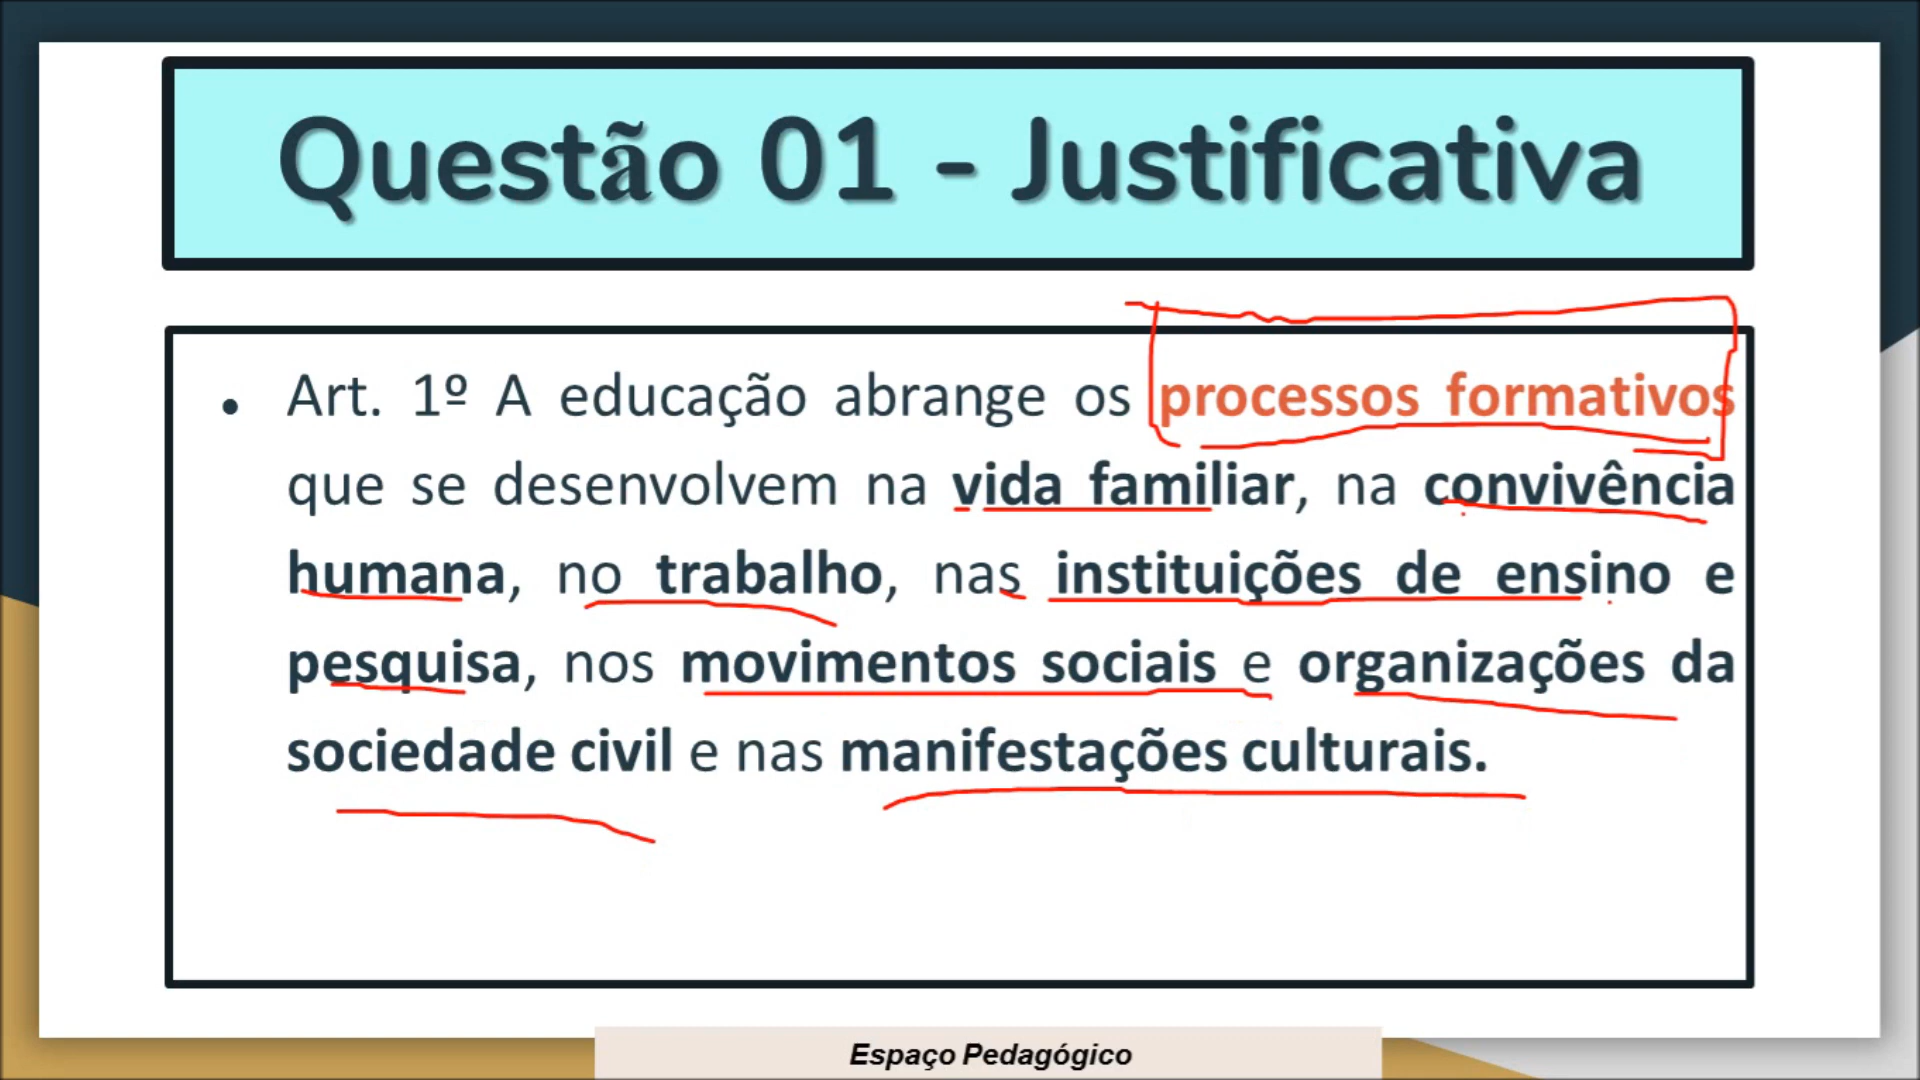 Questão 01 - Justificativa
• Art. 1º A educação abrange os processos formativos
que se desenvolvem na vida familiar, na convivência
humana, no trabalho, nas instituições de ensino e
pesquisa, nos movimentos sociais e organizações da
sociedade civil e nas manifestações culturais.
Espaço Pedagógico